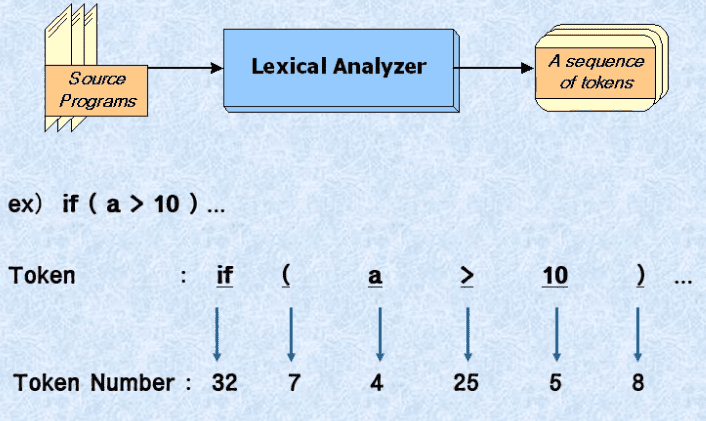 Source
Programs
Lexical Analyzer
A sequence
of tokens
ex) if ( a > 10 ) ...
Token : if ( a > 10 ) ...
Token Number : 32 7 4 25 5 8